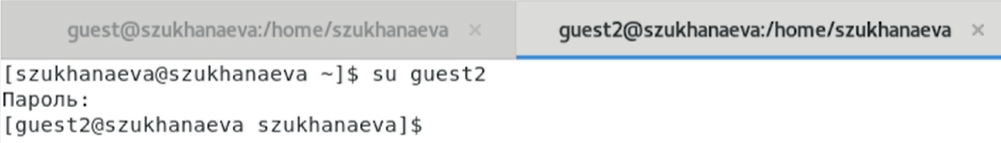 guest@szukhanaeva:/home/szukhanaeva ×
guest2@szukhanaeva:/home/szukhanaeva ×
[szukhanaeva@szukhanaeva ~]$ su guest2
Пароль:
[guest2@szukhanaeva szukhanaeva]$